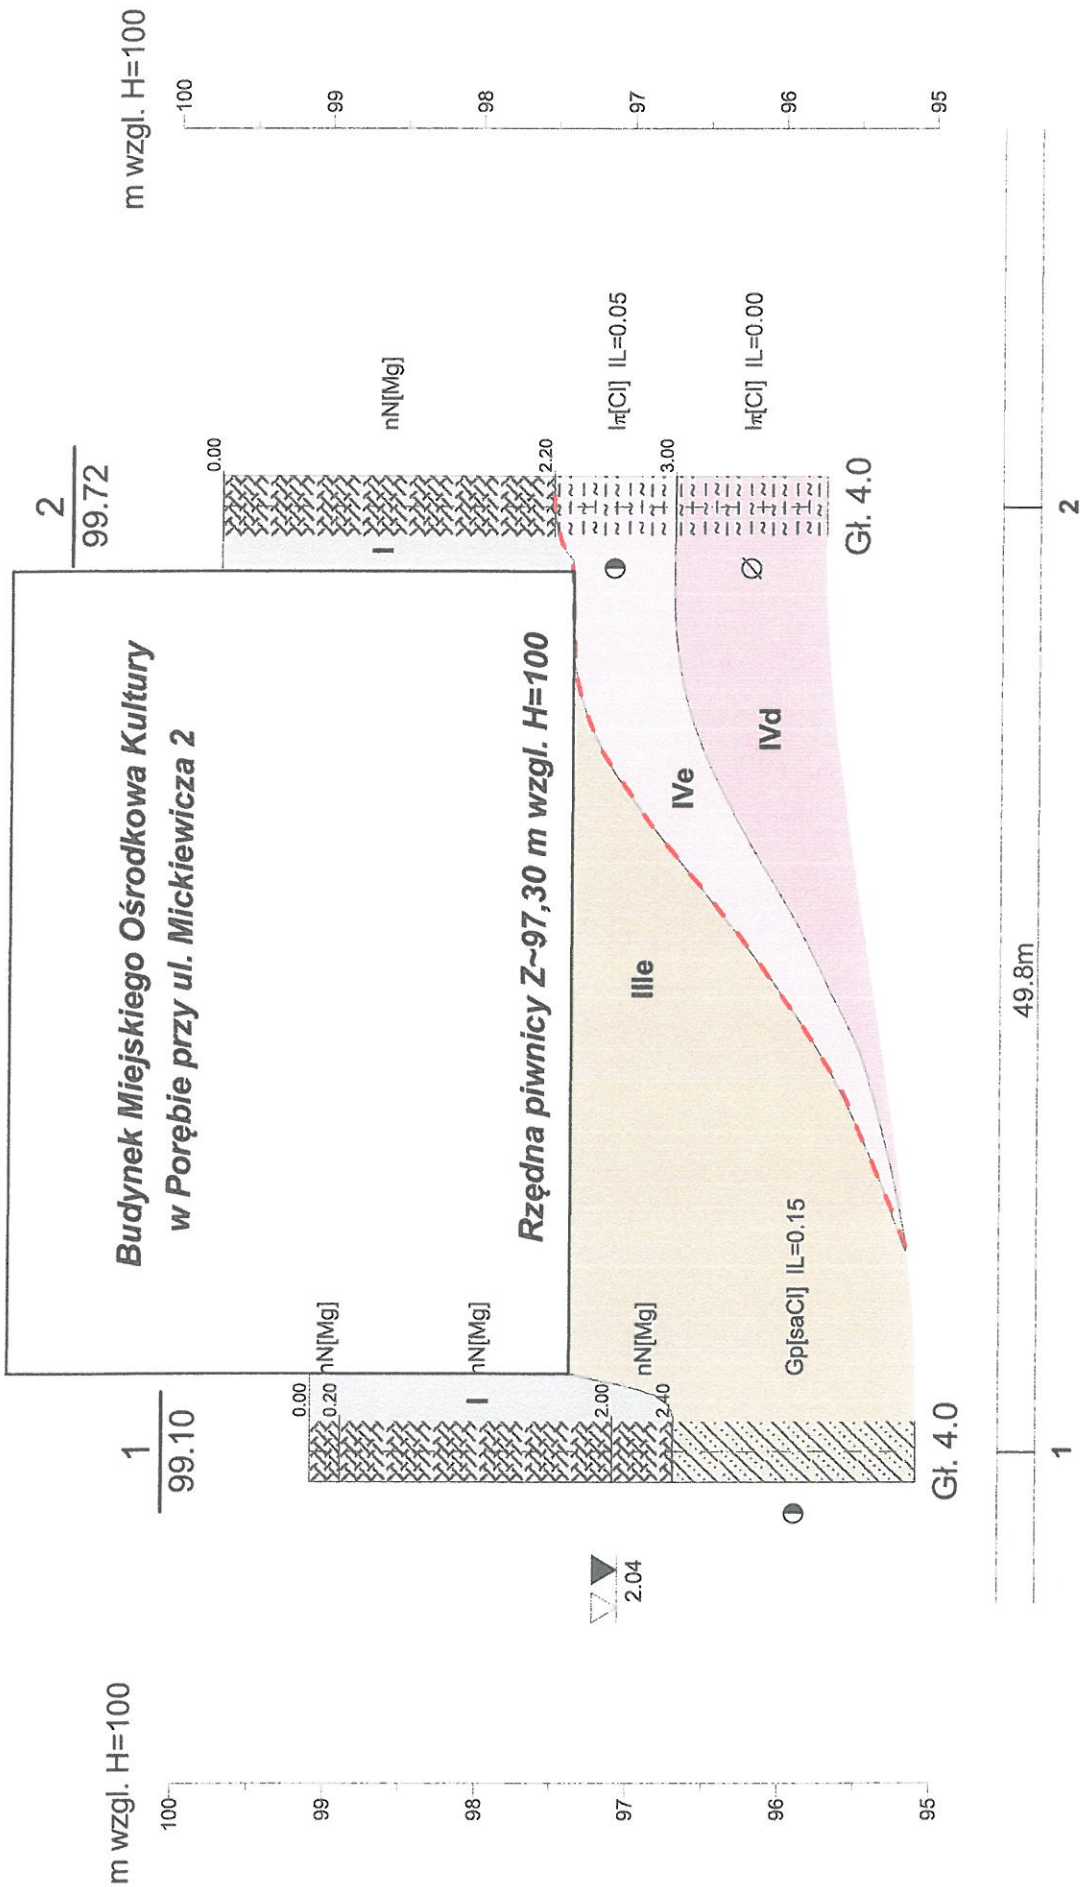 m wzgl. H=100
m wzgl. H=100
100
99
98
97
96
95
1
99.10
2
99.72
Budynek Miejskiego Ośrodkowa Kultury
w Porębie przy ul. Mickiewicza 2
Rzędna piwnicy Z~97,30 m wzgl. H=100
0.00
0.20
2.00
2.40
nN[Mg]
nN[Mg]
nN[Mg]
I
Gp[saCl] IL=0.15
Gł. 4.0
2.04
IIIe
IVe
IVd
0.00
2.20
3.00
I
nN[Mg]
Iπ[Cl] IL=0.05
Iπ[Cl] IL=0.00
Gł. 4.0
100
99
98
97
96
95
1
49.8m
2